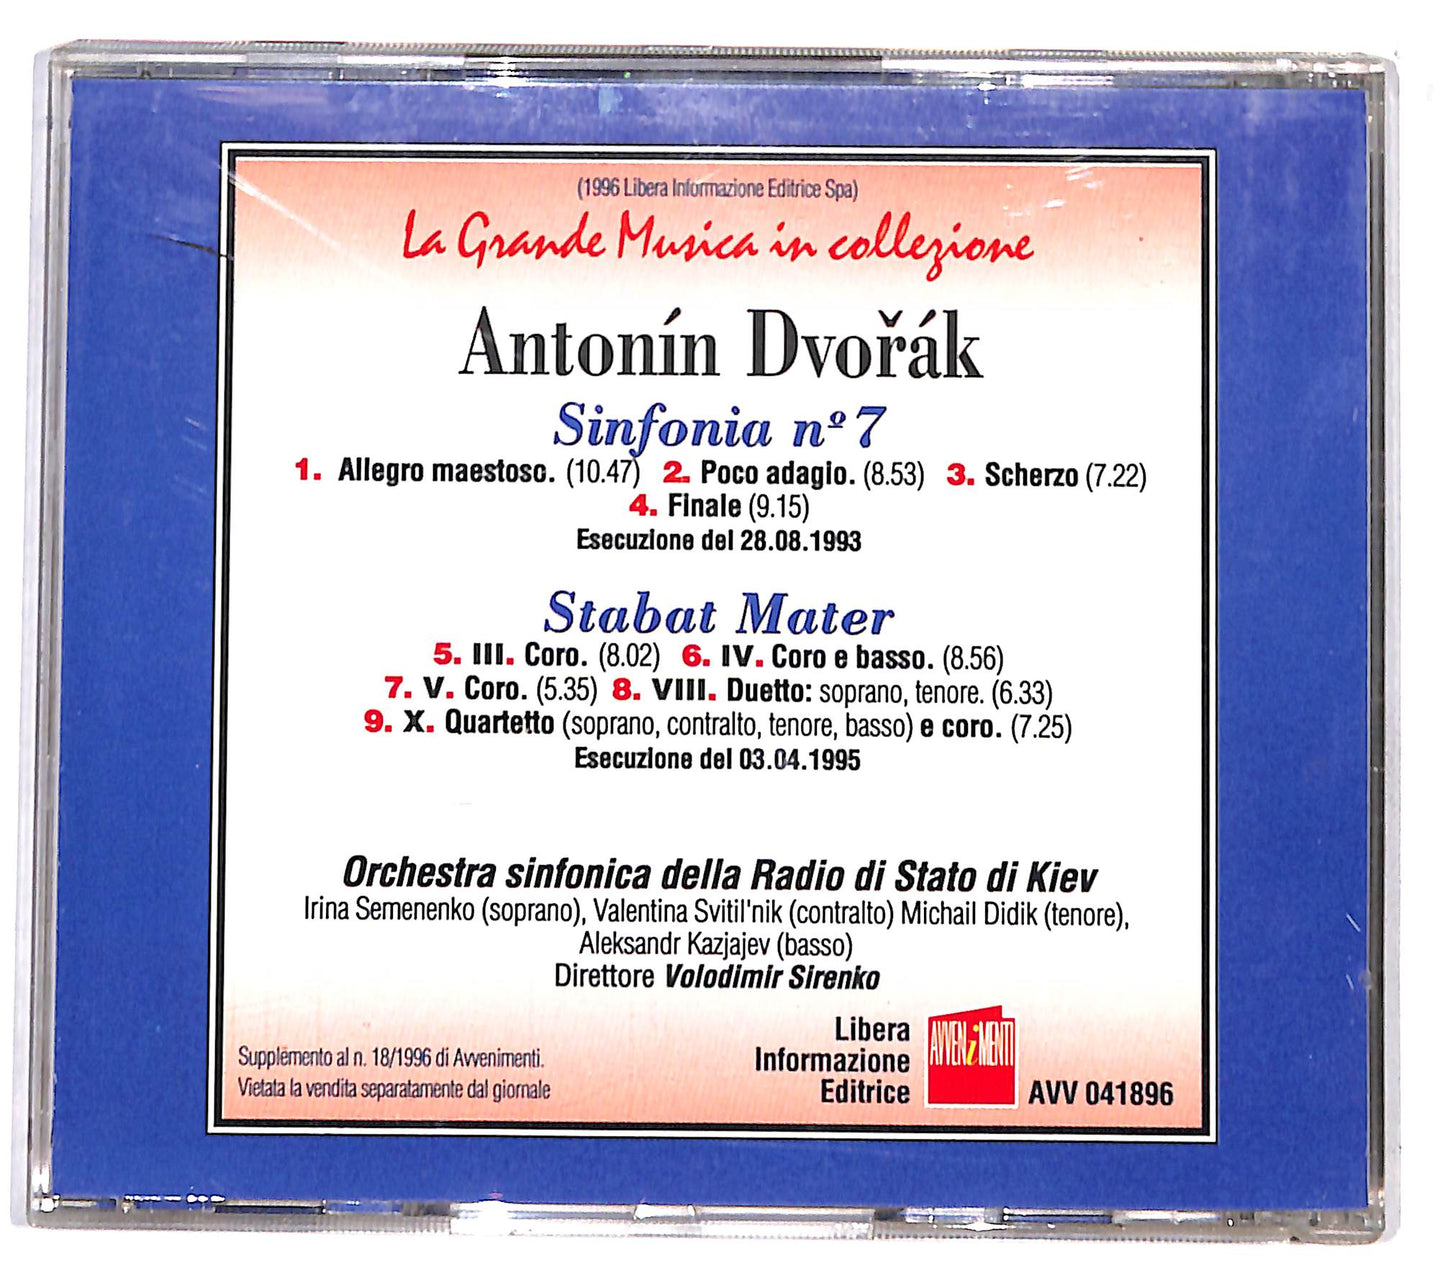 (1996 Libera Informazione Editrice Spa)
La Grande Musica in collezione
Antonín Dvořák
Sinfonia nº 7
1. Allegro maestoso. (10.47) 2. Poco adagio. (8.53) 3. Scherzo (7.22)
4. Finale (9.15)
Esecuzione del 28.08.1993
Stabat Mater
5. III. Coro. (8.02) 6. IV. Coro e basso. (8.56)
7. V. Coro. (5.35) 8. VIII. Duetto: soprano, tenore. (6.33)
9. X. Quartetto (soprano, contralto, tenore, basso) e coro. (7.25)
Esecuzione del 03.04.1995
Orchestra sinfonica della Radio di Stato di Kiev
Irina Semenenko (soprano), Valentina Svitil'nik (contralto) Michail Didik (tenore),
Aleksandr Kazjajev (basso)
Direttore Volodimir Sirenko
Supplemento al n. 18/1996 di Avvenimenti.
Vietata la vendita separatamente dal giornale
Libera
Informazione
Editrice
AVVENiMENTI
AVV 041896